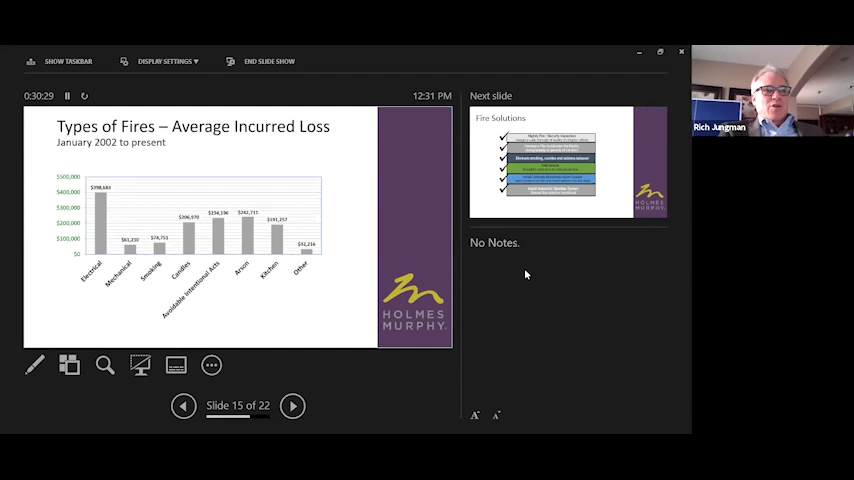 SHOW TASKBAR
DISPLAY SETTINGS ▼
END SLIDE SHOW
0:30:29
12:31 PM
Types of Fires – Average Incurred Loss
January 2002 to present
$500,000
$400,000
$300,000
$200,000
$100,000
$0
$398,683
$61,210
$74,751
$206,970
$234,196
$242,711
$191,257
$32,216
Electrical
Mechanical
Smoking
Candles
Avoidable Intentional Acts
Arson
Kitchen
Other
HOLMES
MURPHY
Slide 15 of 22
Next slide
Fire Solutions
HOLMES
MURPHY
No Notes.
Rich Jungman